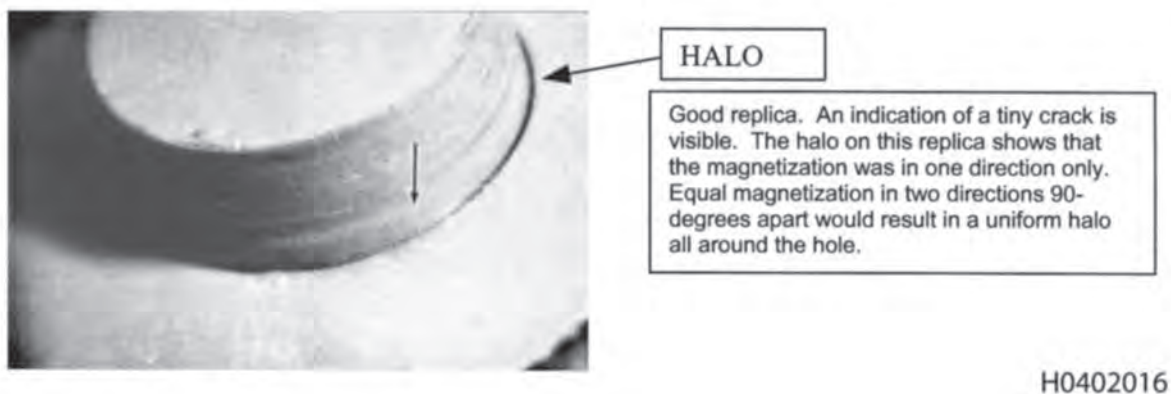 HALO
Good replica. An indication of a tiny crack is
visible. The halo on this replica shows that
the magnetization was in one direction only.
Equal magnetization in two directions 90-
degrees apart would result in a uniform halo
all around the hole.
H0402016